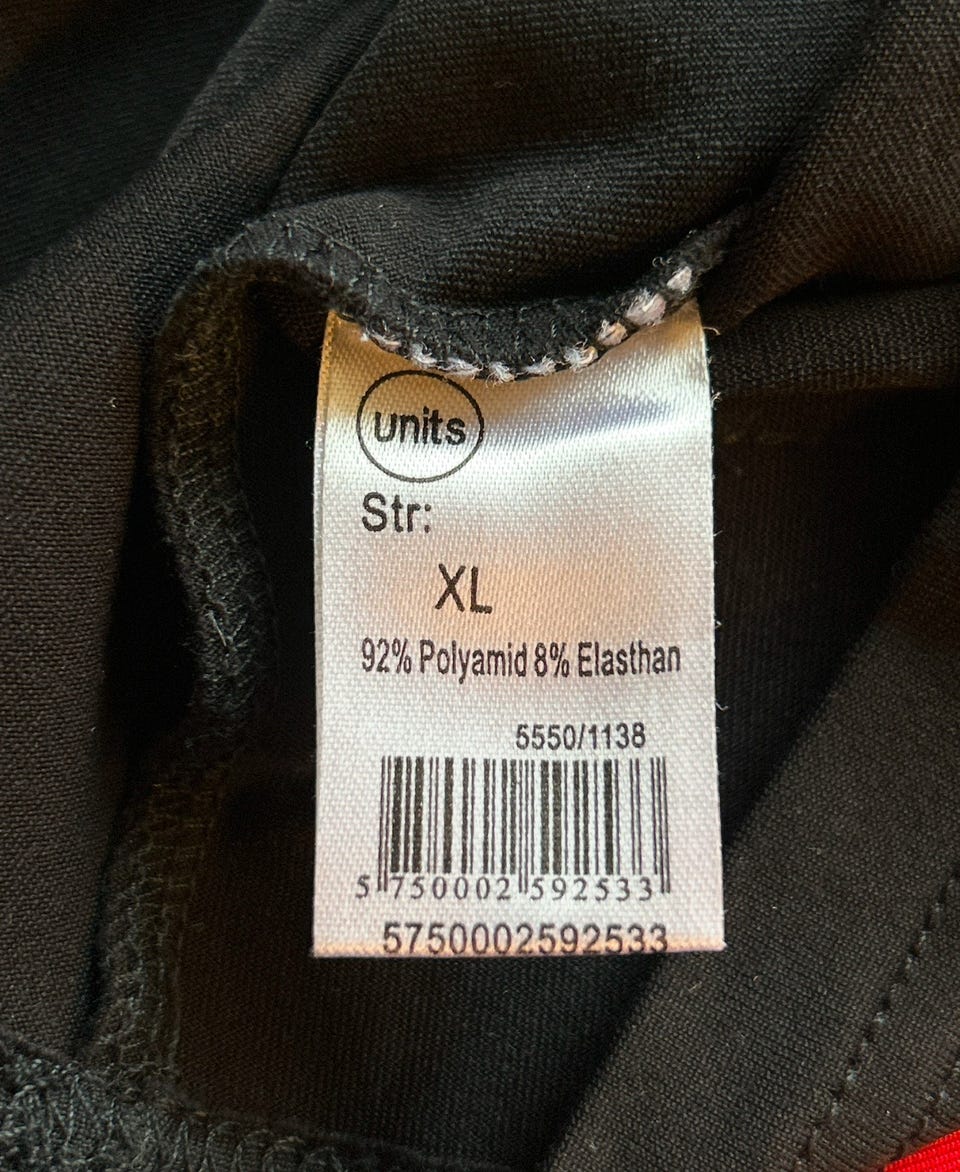 units
Str:
XL
92% Polyamid 8% Elasthan
5550/1138
5 750002 592533
5750002592533